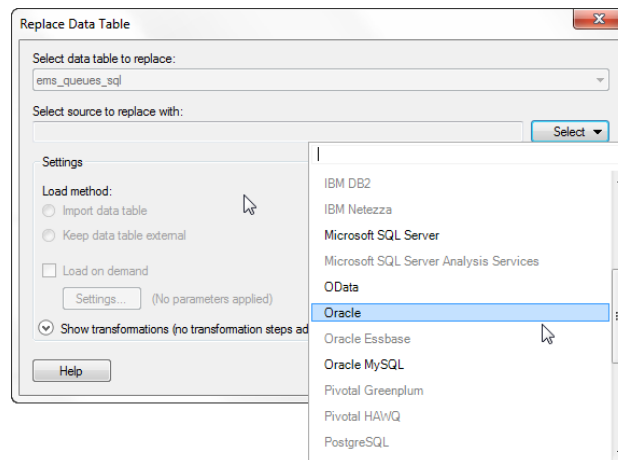 Replace Data Table
Select data table to replace:
ems_queues_sql
Select source to replace with:
Select
Settings
Load method:
Import data table
Keep data table external
Load on demand
Settings... (No parameters applied)
Show transformations (no transformation steps ad
Help
IBM DB2
IBM Netezza
Microsoft SQL Server
Microsoft SQL Server Analysis Services
OData
Oracle
Oracle Essbase
Oracle MySQL
Pivotal Greenplum
Pivotal HAWQ
PostgreSQL